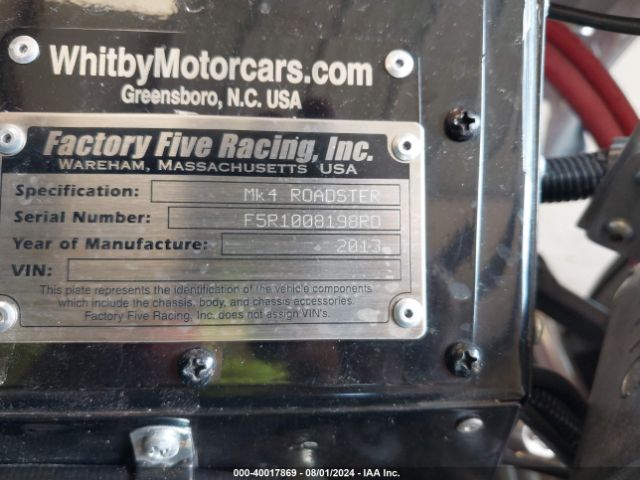 WhitbyMotorcars.com
Greensboro, N.C. USA
Factory Five Racing, Inc.
WAREHAM, MASSACHUSETTS USA
Specification: Mk4 ROADSTER
Serial Number: F5R1008198RD
Year of Manufacture: 2013
VIN:
This plate represents the identification of the vehicle components
which include the chassis, body, and chassis accessories.
Factory Five Racing, Inc. does not assign VIN's.
000-40017869 - 08/01/2024 - IAA Inc.